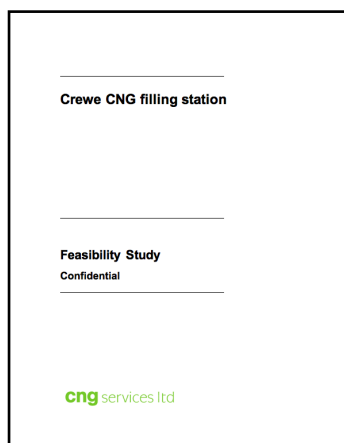 Crewe CNG filling station
Feasibility Study
Confidential
cng services ltd